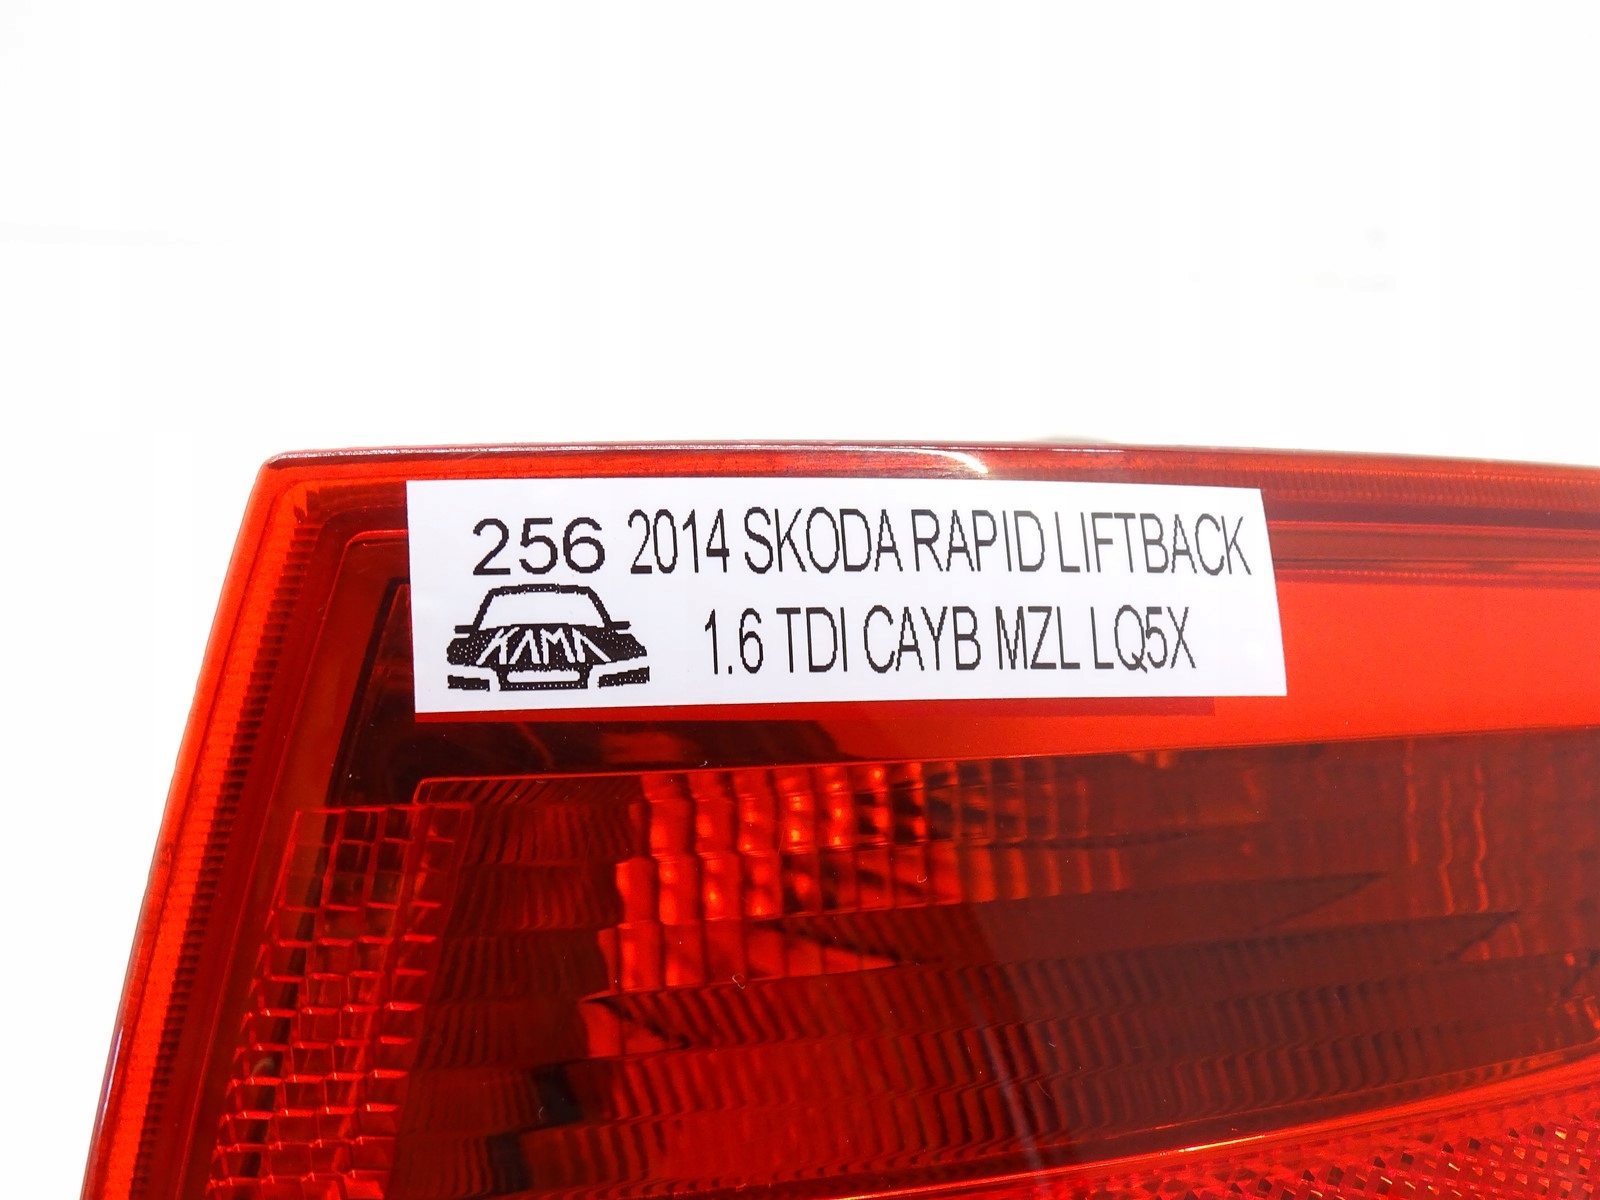 256 2014 SKODA RAPID LIFTBACK
KAMA 1.6 TDI CAYB MZL LQ5X